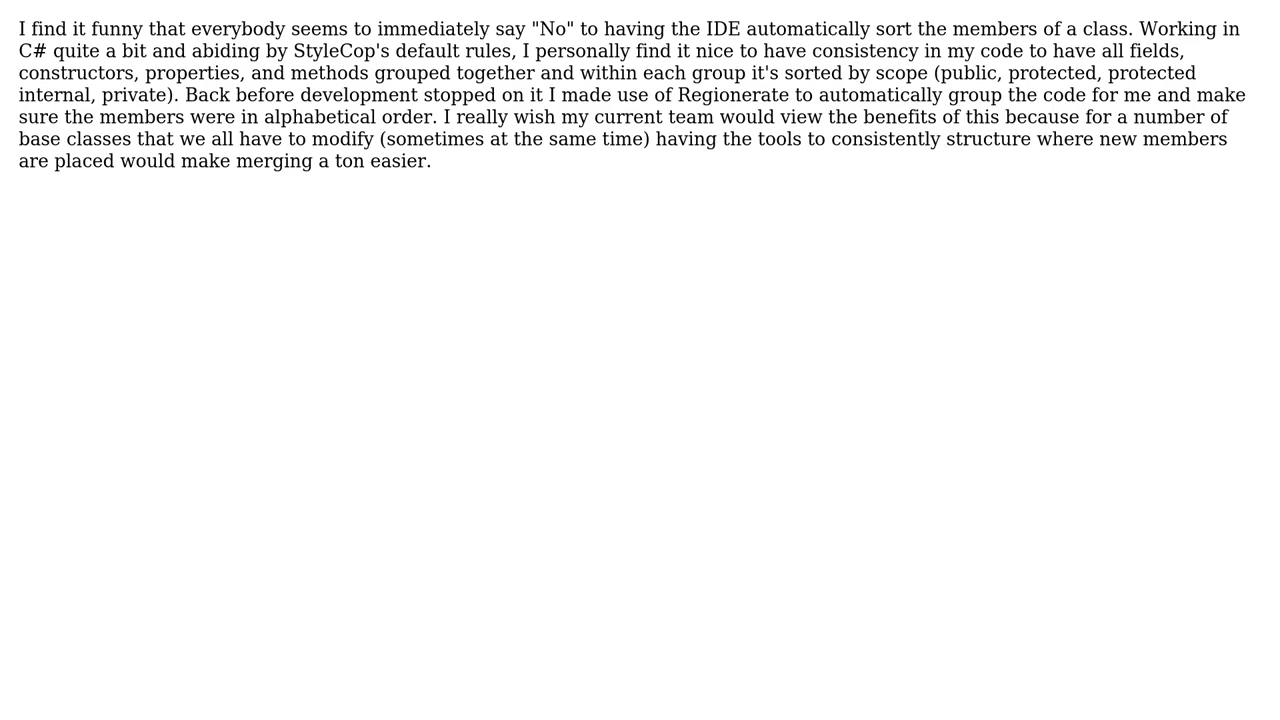 I find it funny that everybody seems to immediately say "No" to having the IDE automatically sort the members of a class. Working in
C# quite a bit and abiding by StyleCop's default rules, I personally find it nice to have consistency in my code to have all fields,
constructors, properties, and methods grouped together and within each group it's sorted by scope (public, protected, protected
internal, private). Back before development stopped on it I made use of Regionerate to automatically group the code for me and make
sure the members were in alphabetical order. I really wish my current team would view the benefits of this because for a number of
base classes that we all have to modify (sometimes at the same time) having the tools to consistently structure where new members
are placed would make merging a ton easier.